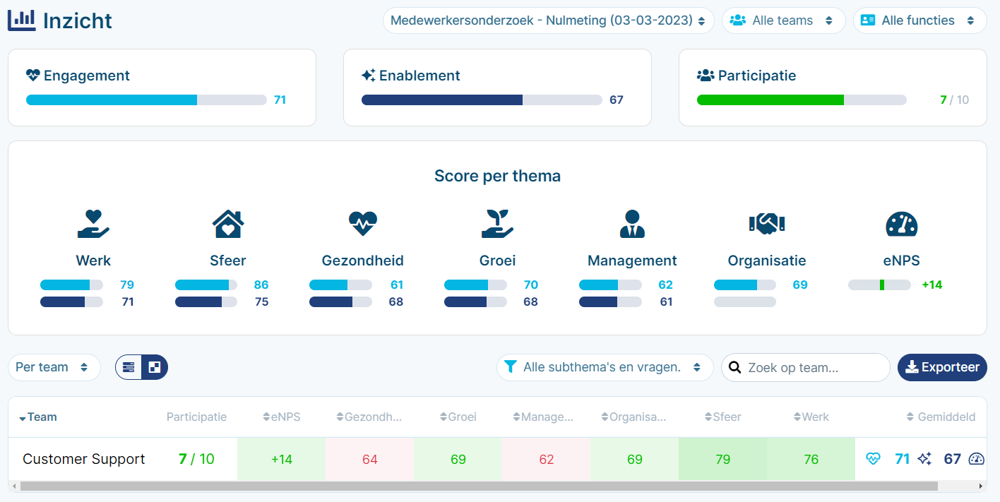 Inzicht
Medewerkersonderzoek - Nulmeting (03-03-2023)
Alle teams
Alle functies
Engagement
71
Enablement
67
Participatie
7 / 10
Score per thema
Werk
Sfeer
Gezondheid
Groei
Management
Organisatie
eNPS
79
86
61
70
62
69
+14
71
75
68
68
61
Per team
Alle subthema's en vragen.
Zoek op team...
Exporteer
Team
Participatie
eNPS
Gezondh...
Groei
Manage...
Organisa...
Sfeer
Werk
Gemiddeld
Customer Support
7 / 10
+14
64
69
62
69
79
76
71
67